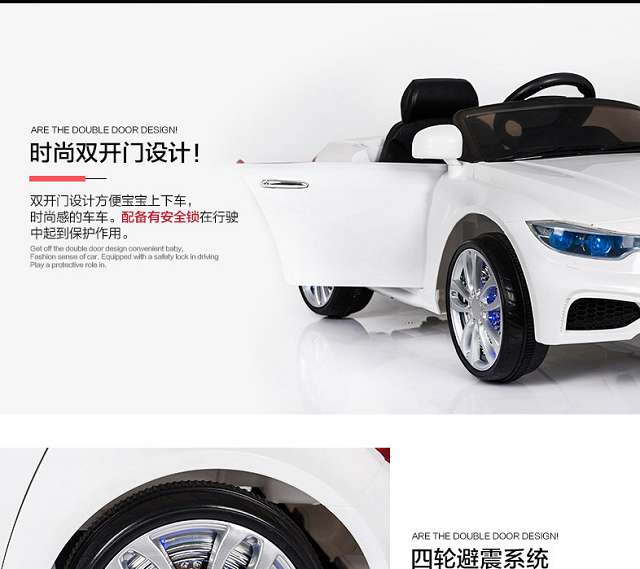 ARE THE DOUBLE DOOR DESIGN!
时尚双开门设计！
双开门设计方便宝宝上下车，
时尚感的车车。配备有安全锁在行驶
中起到保护作用。
Get off the double door design convenient baby,
Fashion sense of car. Equipped with a safety lock in driving
Play a protective role in.
ARE THE DOUBLE DOOR DESIGN!
四轮避震系统